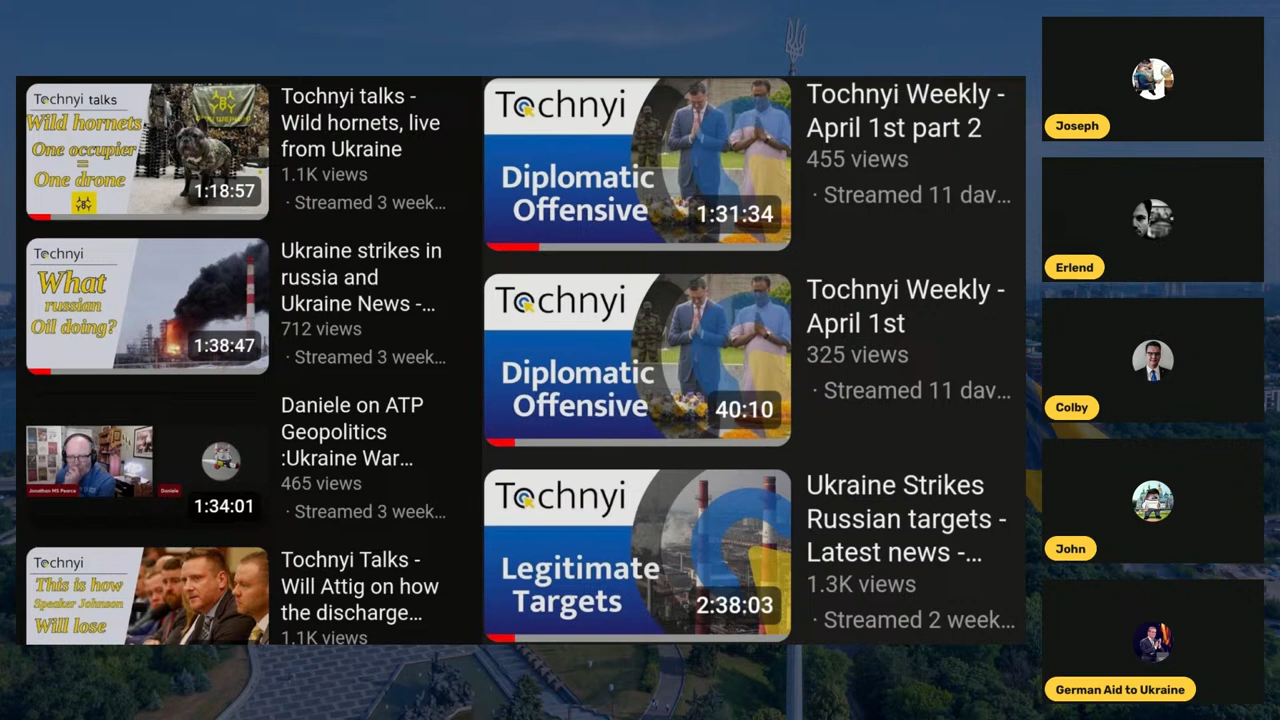 Tochnyi talks
Wild hornets
One occupier
=
One drone
1:18:57
Tochnyi talks -
Wild hornets, live
from Ukraine
1.1K views
· Streamed 3 week...
Tochnyi
What
russian
Oil doing?
1:38:47
Ukraine strikes in
russia and
Ukraine News -...
712 views
· Streamed 3 week...
Jonathan MS Pearce
Daniele
1:34:01
Daniele on ATP
Geopolitics
:Ukraine War...
465 views
· Streamed 3 week...
Tochnyi
This is how
Speaker Johnson
Will lose
Tochnyi Talks -
Will Attig on how
the discharge...
1.1K views
Tochnyi
Diplomatic
Offensive
1:31:34
Tochnyi Weekly -
April 1st part 2
455 views
· Streamed 11 day...
Tochnyi
Diplomatic
Offensive
40:10
Tochnyi Weekly -
April 1st
325 views
· Streamed 11 day...
Tochnyi
Legitimate
Targets
2:38:03
Ukraine Strikes
Russian targets -
Latest news -...
1.3K views
· Streamed 2 week...
Joseph
Erlend
Colby
John
German Aid to Ukraine